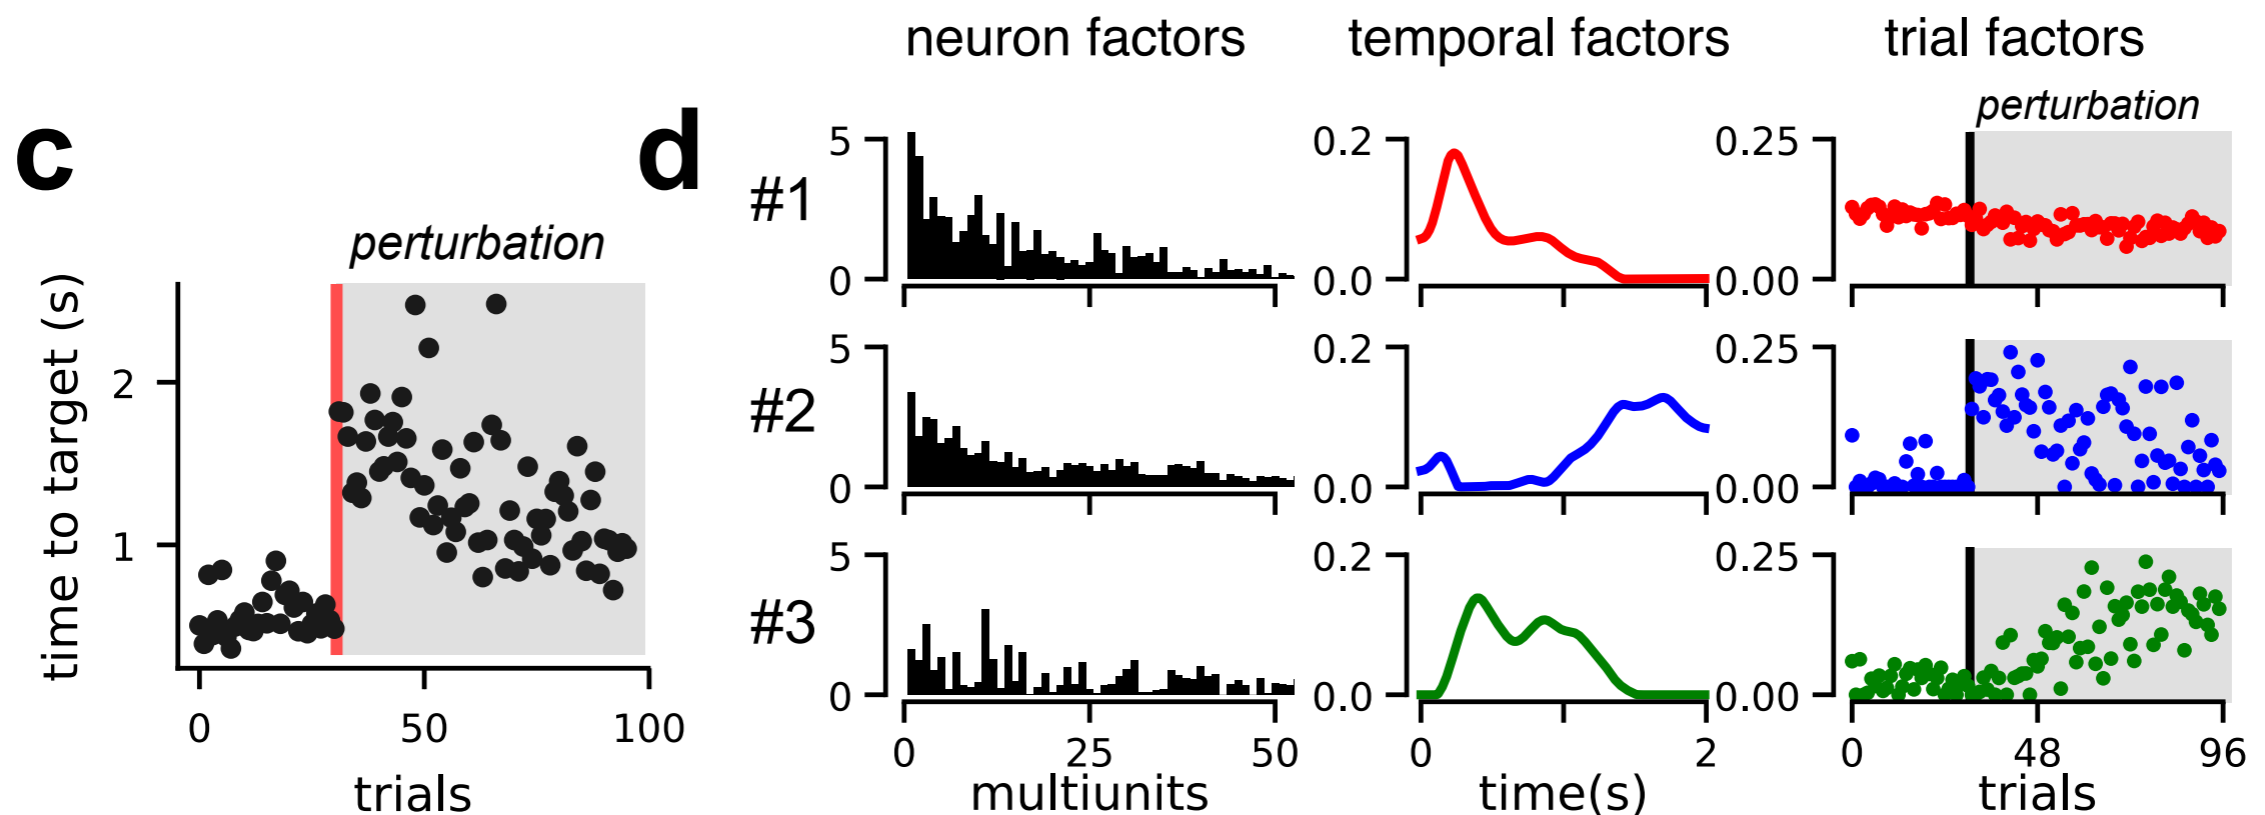 c
perturbation
time to target (s)
2
1
0 50 100
trials
d
neuron factors temporal factors trial factors
perturbation
#1
5
0
0.2
0.0
0.25
0.00
#2
5
0
0.2
0.0
0.25
0.00
#3
5
0
0.2
0.0
0.25
0.00
0 25 50
multiunits
0 2
time(s)
0 48 96
trials